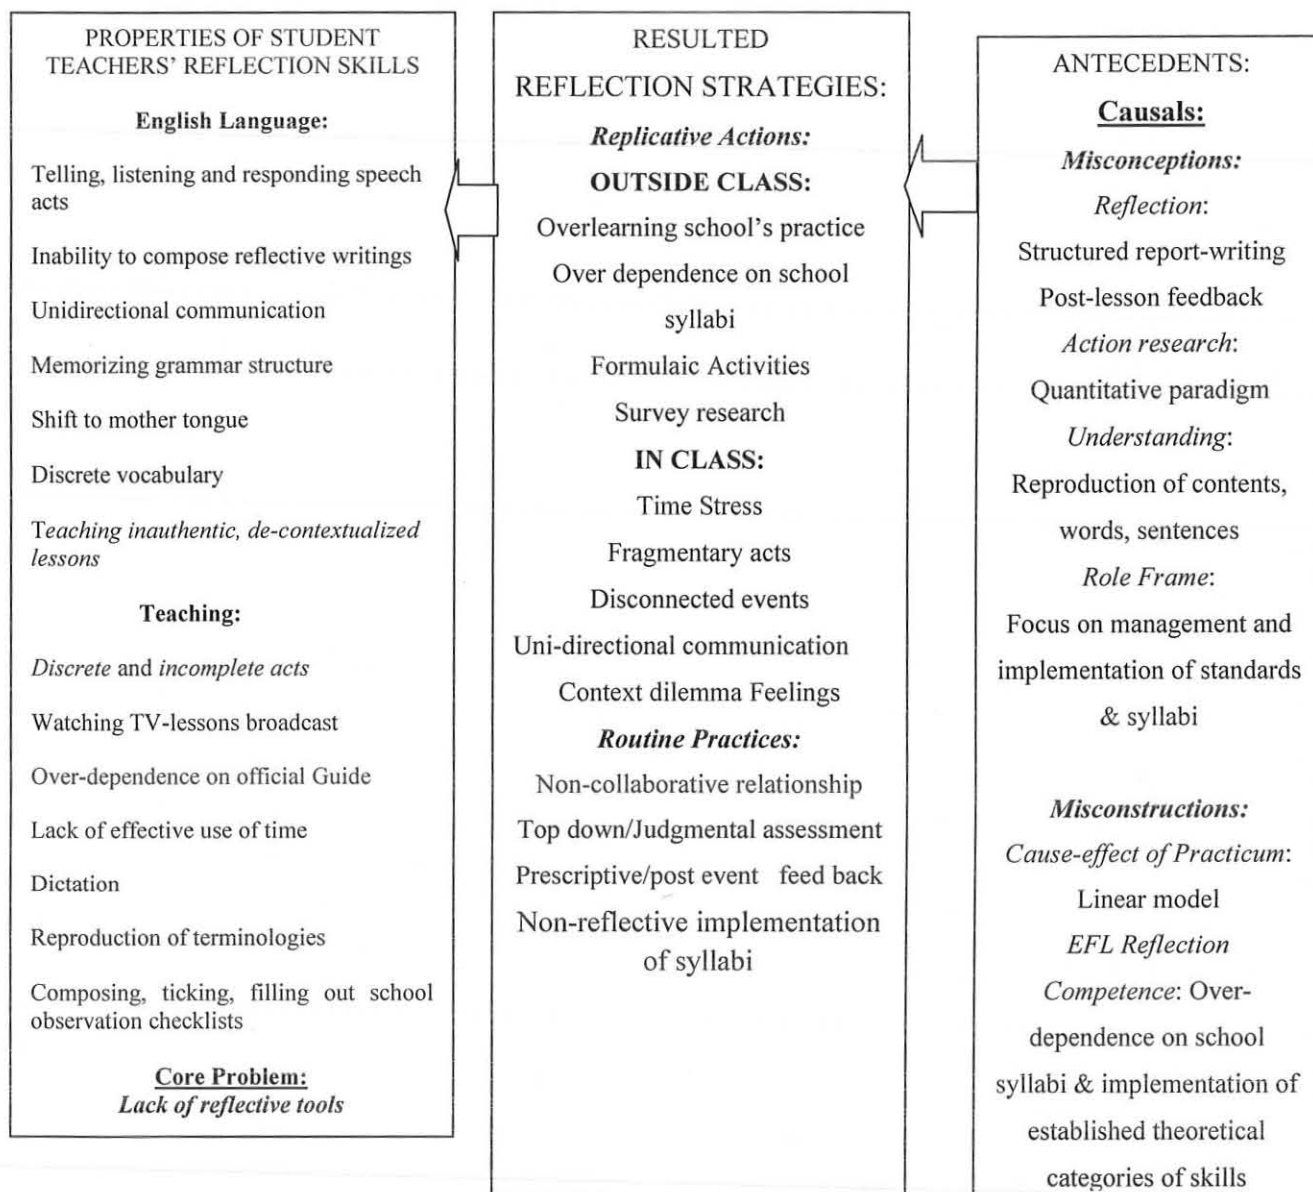 PROPERTIES OF STUDENT
TEACHERS' REFLECTION SKILLS
English Language:
Telling, listening and responding speech
acts
Inability to compose reflective writings
Unidirectional communication
Memorizing grammar structure
Shift to mother tongue
Discrete vocabulary
Teaching inauthentic, de-contextualized
lessons
Teaching:
Discrete and incomplete acts
Watching TV-lessons broadcast
Over-dependence on official Guide
Lack of effective use of time
Dictation
Reproduction of terminologies
Composing, ticking, filling out school
observation checklists
Core Problem:
Lack of reflective tools
RESULTED
REFLECTION STRATEGIES:
Replicative Actions:
OUTSIDE CLASS:
Overlearning school's practice
Over dependence on school
syllabi
Formulaic Activities
Survey research
IN CLASS:
Time Stress
Fragmentary acts
Disconnected events
Uni-directional communication
Context dilemma Feelings
Routine Practices:
Non-collaborative relationship
Top down/Judgmental assessment
Prescriptive/post event feed back
Non-reflective implementation
of syllabi
ANTECEDENTS:
Causals:
Misconceptions:
Reflection:
Structured report-writing
Post-lesson feedback
Action research:
Quantitative paradigm
Understanding:
Reproduction of contents,
words, sentences
Role Frame:
Focus on management and
implementation of standards
& syllabi
Misconstructions:
Cause-effect of Practicum:
Linear model
EFL Reflection
Competence: Over-
dependence on school
syllabi & implementation of
established theoretical
categories of skills